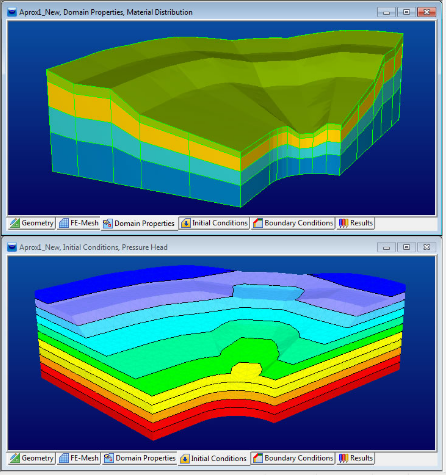 Aprox1_New, Domain Properties, Material Distribution
Geometry FE-Mesh Domain Properties Initial Conditions Boundary Conditions Results
Aprox1_New, Initial Conditions, Pressure Head
Geometry FE-Mesh Domain Properties Initial Conditions Boundary Conditions Results